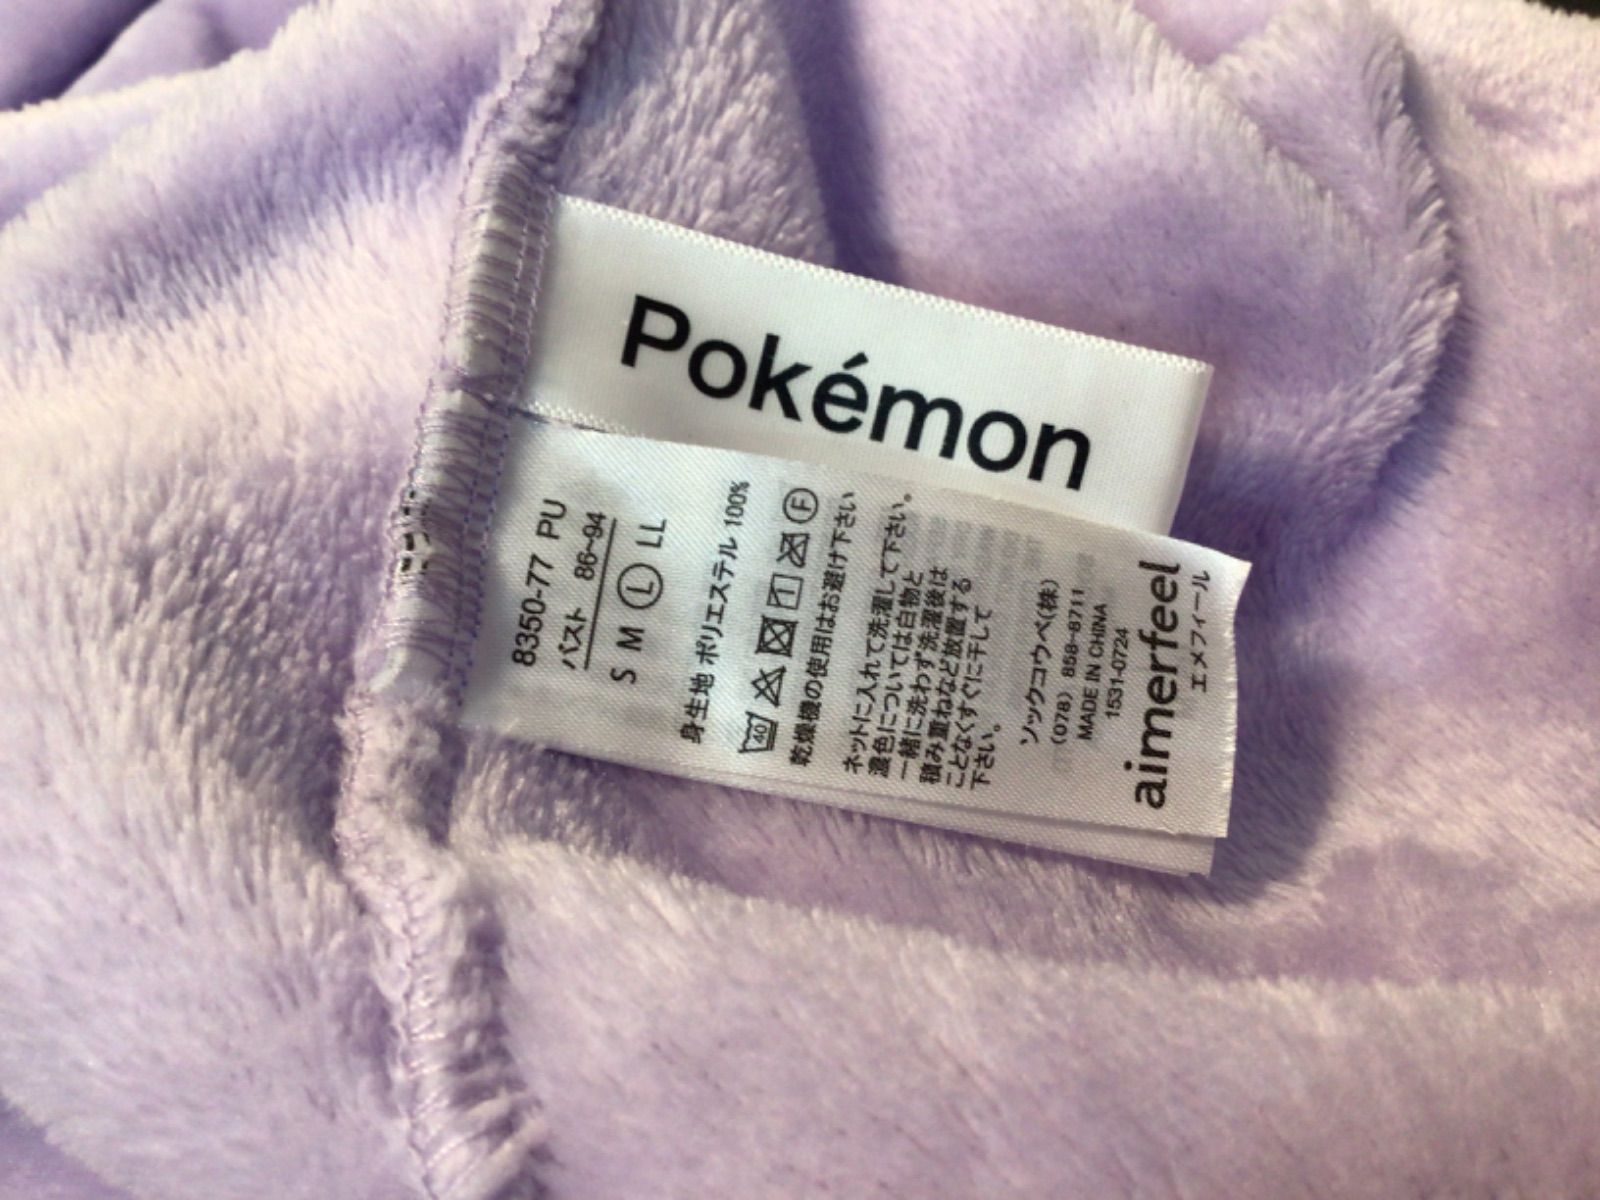 Pokémon
8350-77 PU
バスト 86~94
S M L LL
身生地 ポリエステル 100%
40 F
乾燥機の使用はお避け下さい
ネットに入れて洗濯して下さい。
濃色については白物と
一緒に洗わず洗濯後は
積み重ねなど放置する
ことなくすぐに干して
下さい。
ソックコウベ(株)
(078) 858-8711
MADE IN CHINA
1531-0724
aimerfeel
エメフィール